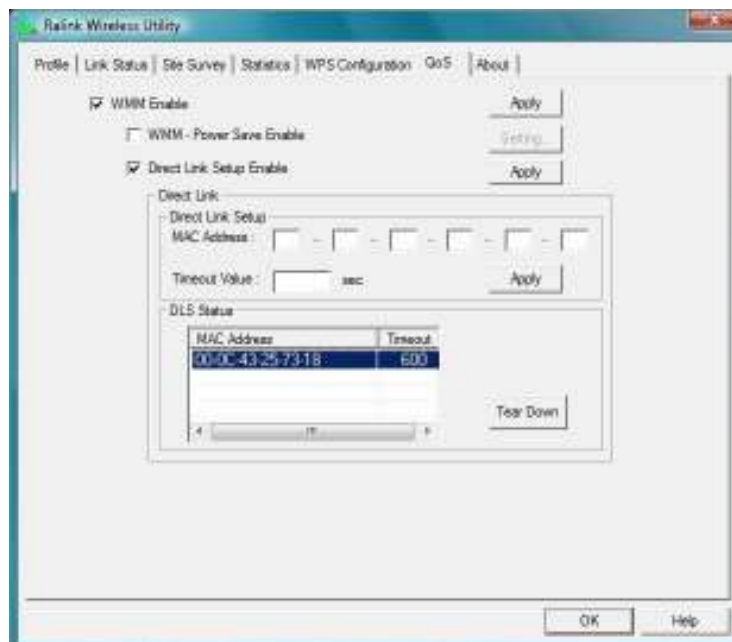 Ralink Wireless Utility
Profile | Link Status | Site Survey | Statistics | WPS Configuration | QoS | About |
WMM Enable Apply
WMM - Power Save Enable Setting...
Direct Link Setup Enable Apply
Direct Link
Direct Link Setup
MAC Address : - - - - -
Timeout Value : sec Apply
DLS Status
MAC Address Timeout
00-0C-43-25-73-18 600
Tear Down
OK Help